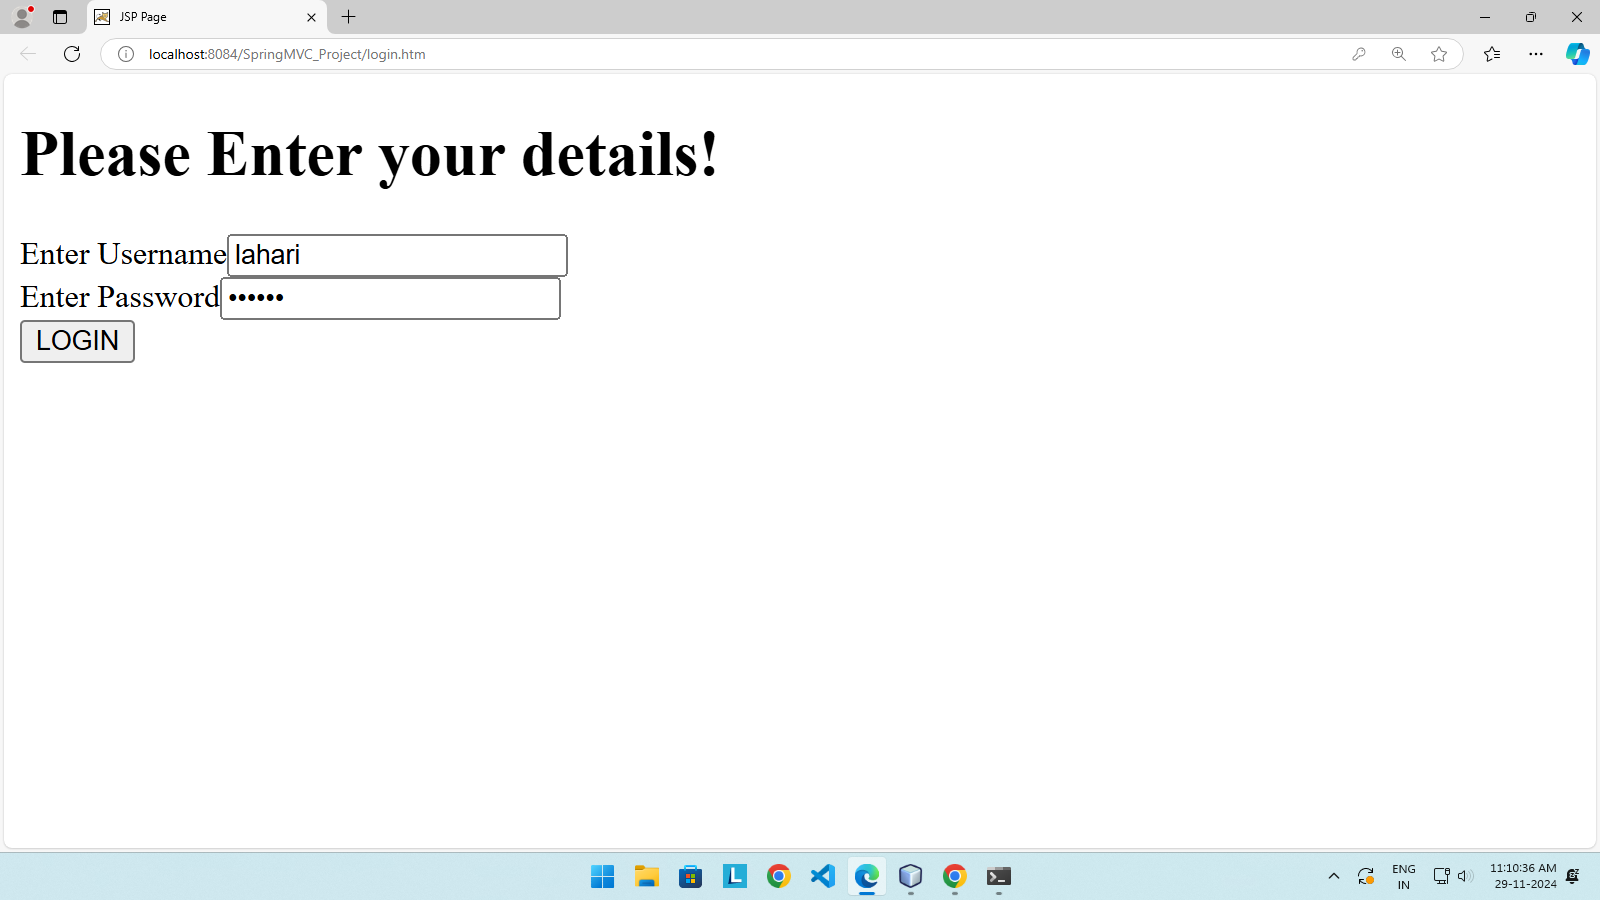 JSP Page
localhost:8084/SpringMVC_Project/login.htm
Please Enter your details!
Enter Username lahari
Enter Password ••••••
LOGIN
L
ENG
IN
11:10:36 AM
29-11-2024